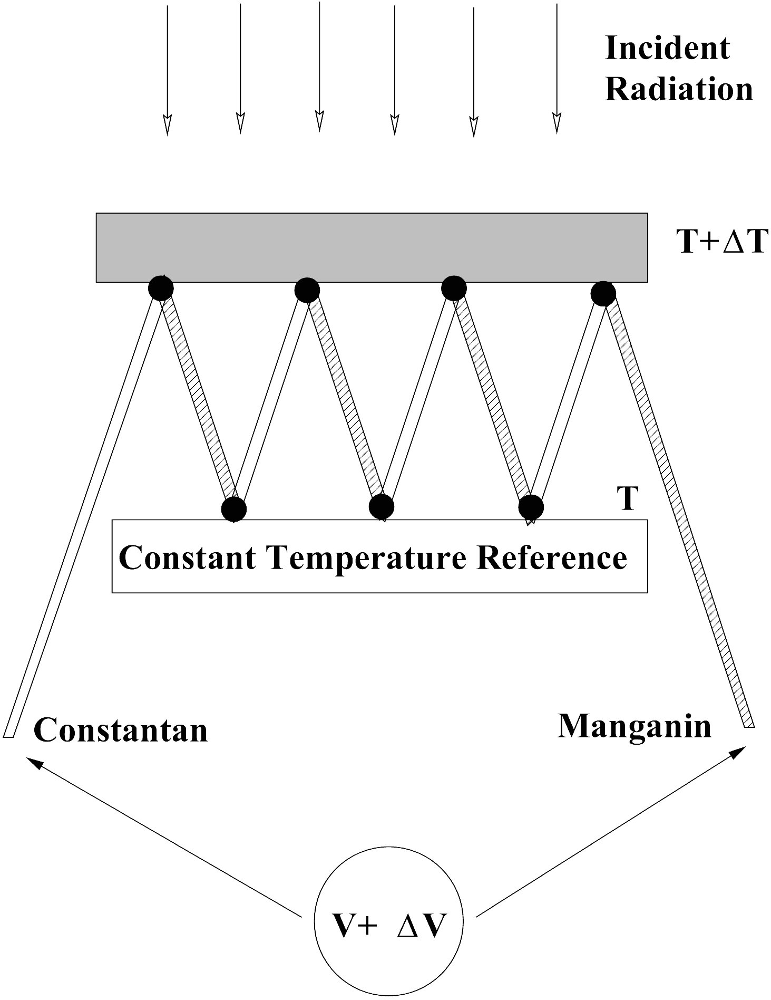 Incident
Radiation
T+ΔT
T
Constant Temperature Reference
Constantan
Manganin
V+ ΔV